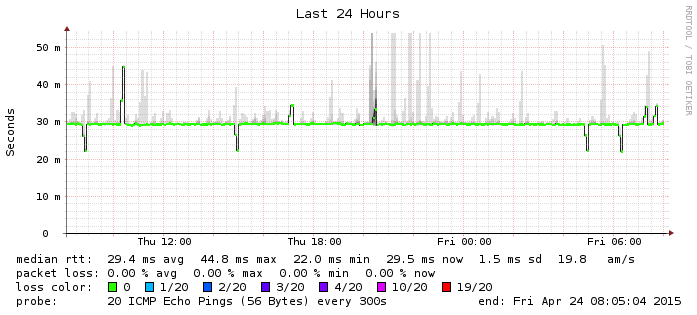 Last 24 Hours
RRDTOOL / TOBI OETIKER
Seconds
50 m
40 m
30 m
20 m
10 m
0
Thu 12:00 Thu 18:00 Fri 00:00 Fri 06:00
median rtt: 29.4 ms avg 44.8 ms max 22.0 ms min 29.5 ms now 1.5 ms sd 19.8 am/s
packet loss: 0.00 % avg 0.00 % max 0.00 % min 0.00 % now
loss color: 0 1/20 2/20 3/20 4/20 10/20 19/20
probe: 20 ICMP Echo Pings (56 Bytes) every 300s end: Fri Apr 24 08:05:04 2015